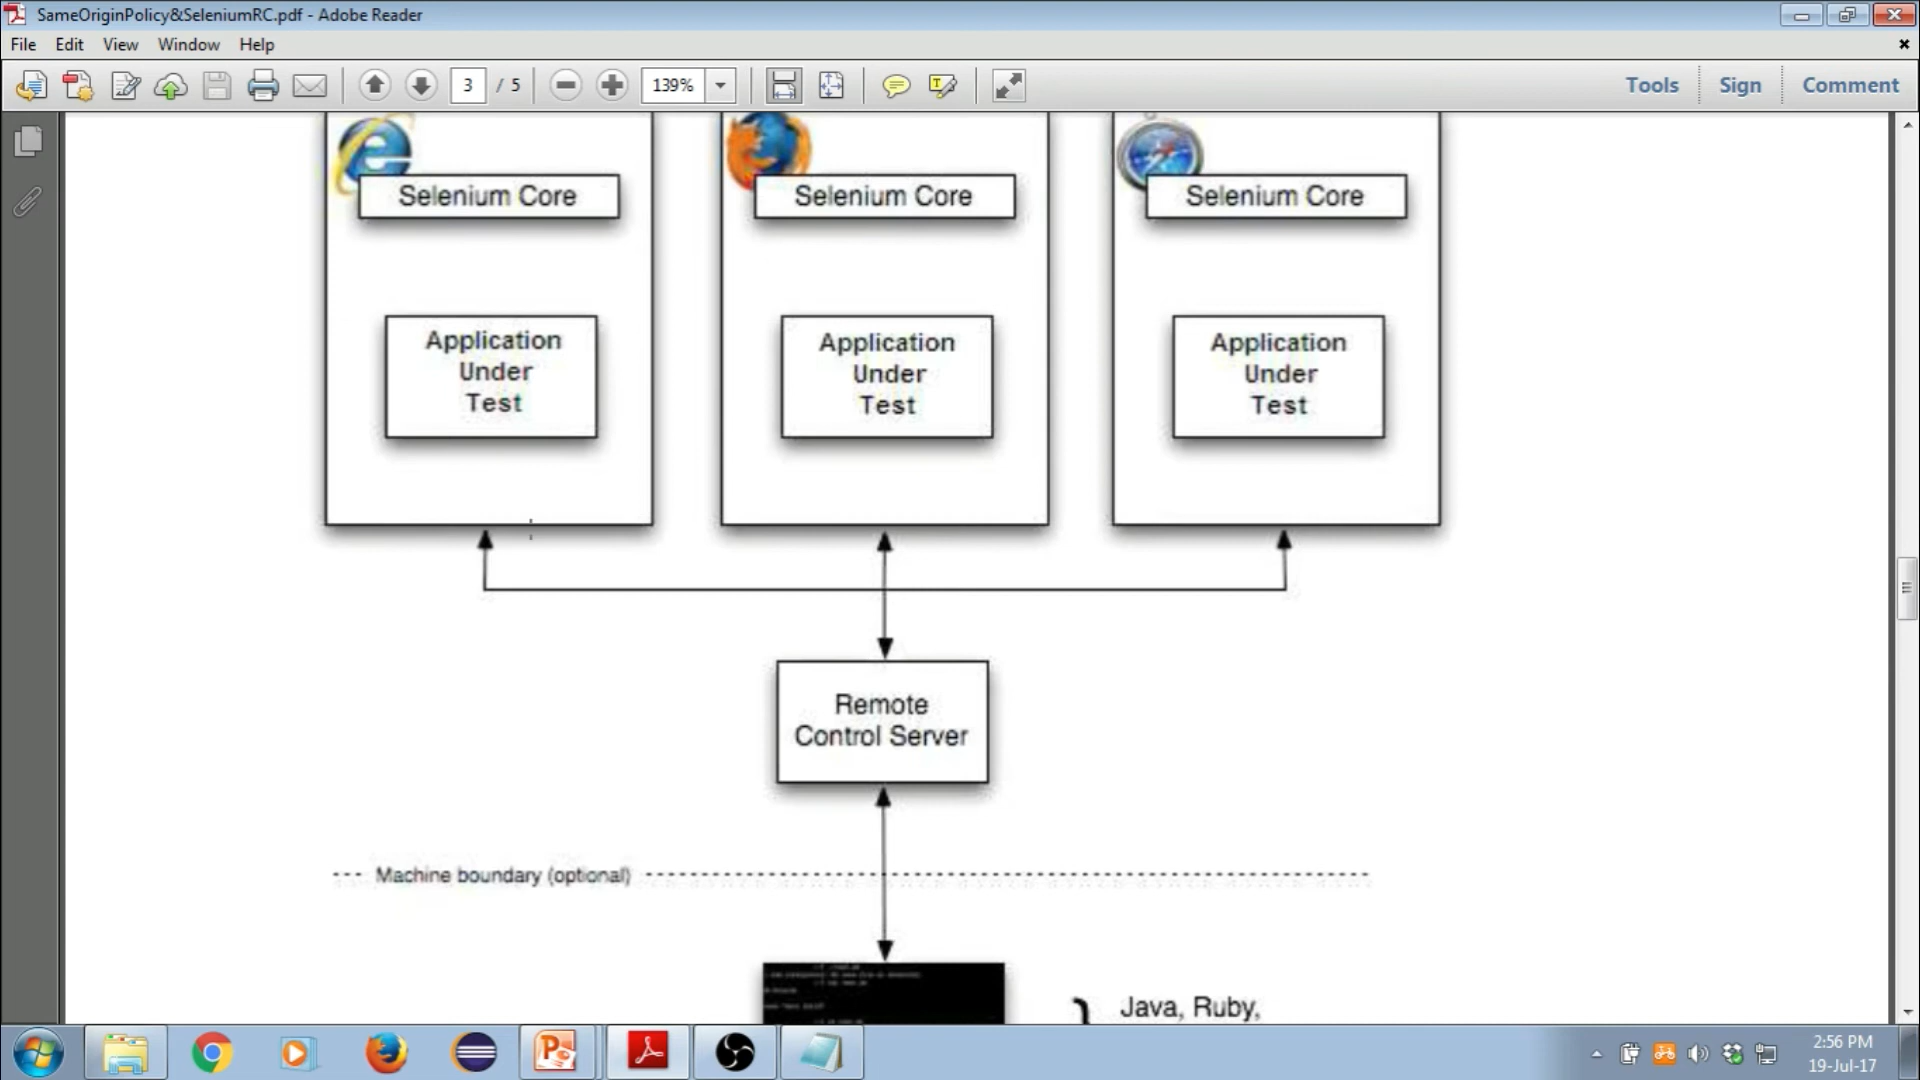 SameOriginPolicy&SeleniumRC.pdf - Adobe Reader
File Edit View Window Help
3 / 5 139% Tools Sign Comment
Selenium Core Selenium Core Selenium Core
Application Under Test
Application Under Test
Application Under Test
Remote
Control Server
Machine boundary (optional)
Java, Ruby,
2:56 PM
19-Jul-17